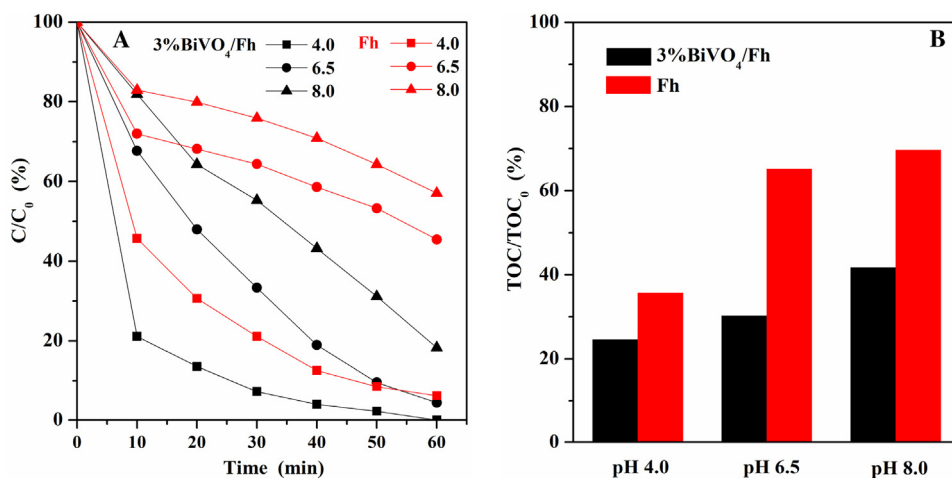 A
3%BiVO4/Fh 4.0 Fh 4.0
6.5 6.5
8.0 8.0
C/C0 (%)
100
80
60
40
20
0
0 10 20 30 40 50 60
Time (min)
B
3%BiVO4/Fh
Fh
TOC/TOC0 (%)
100
80
60
40
20
0
pH 4.0 pH 6.5 pH 8.0